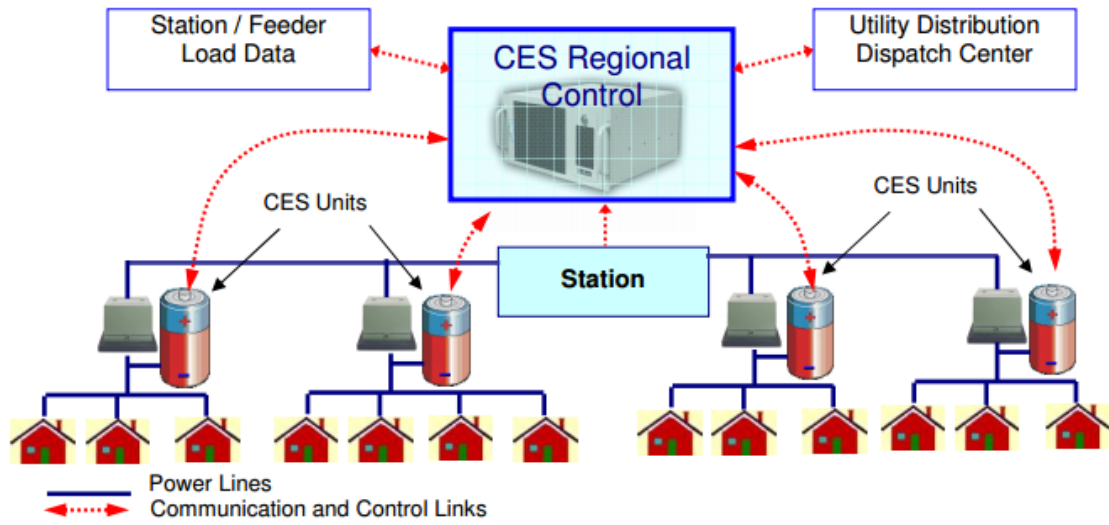 Station / Feeder
Load Data
CES Regional
Control
Utility Distribution
Dispatch Center
CES Units
CES Units
Station
Power Lines
Communication and Control Links